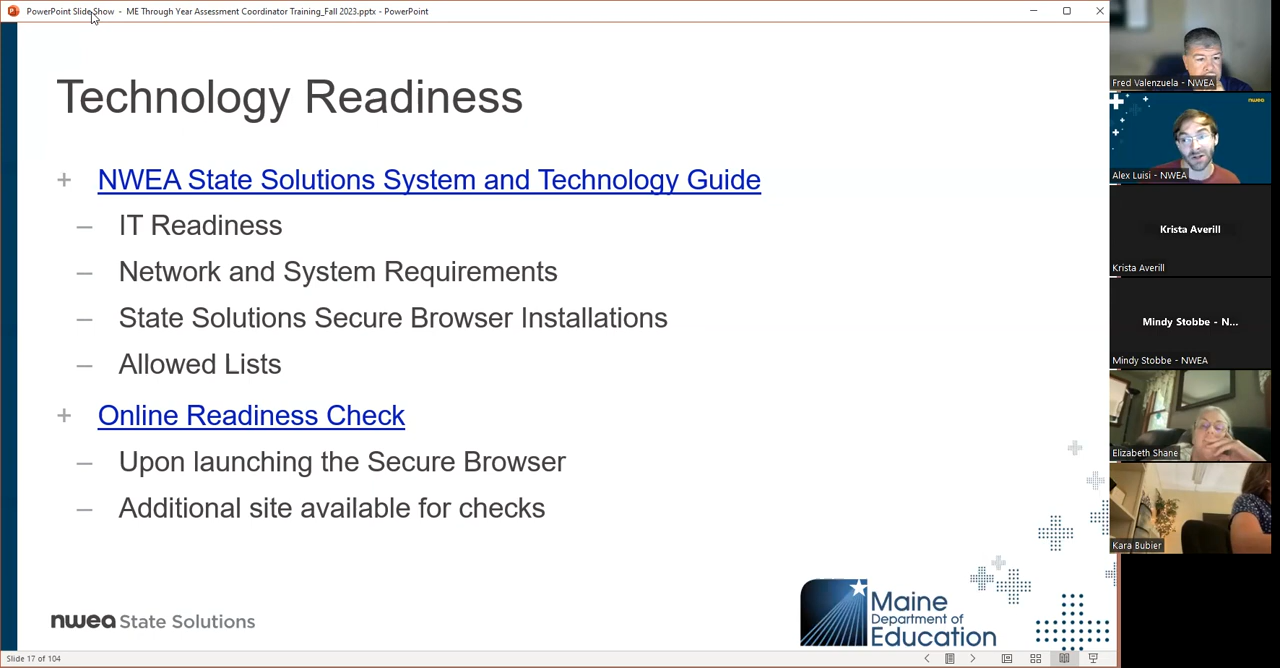 PowerPoint Slide Show - ME Through Year Assessment Coordinator Training_Fall 2023.pptx - PowerPoint
Technology Readiness
+ NWEA State Solutions System and Technology Guide
– IT Readiness
– Network and System Requirements
– State Solutions Secure Browser Installations
– Allowed Lists
+ Online Readiness Check
– Upon launching the Secure Browser
– Additional site available for checks
nwea State Solutions
Maine
Department of
Education
Slide 17 of 104
Fred Valenzuela - NWEA
nwea
Alex Luisi - NWEA
Krista Averill
Krista Averill
Mindy Stobbe - N...
Mindy Stobbe - NWEA
Elizabeth Shane
Kara Bubier